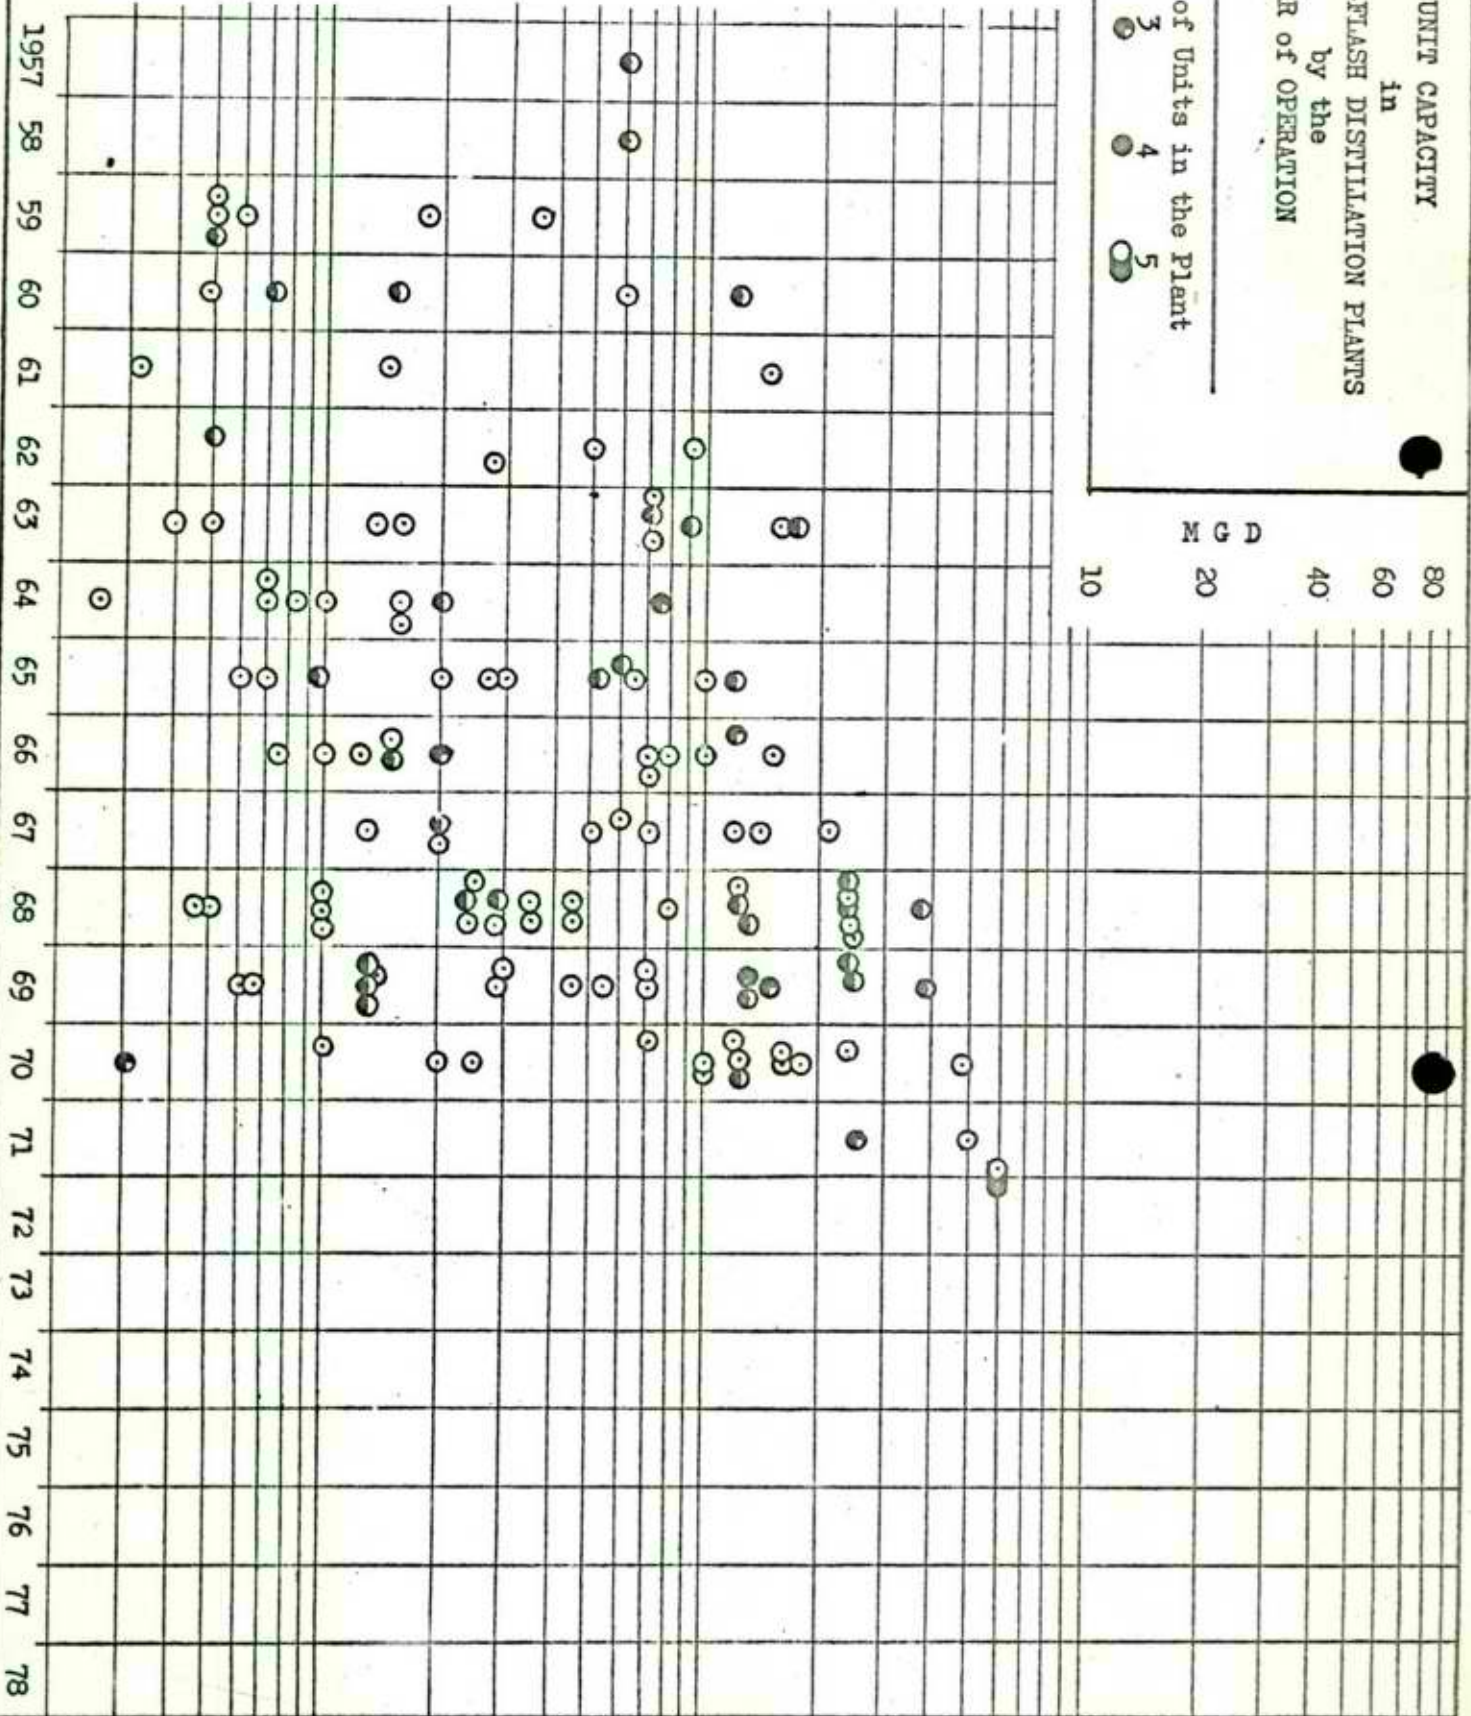 UNIT CAPACITY
in
FLASH DISTILLATION PLANTS
by the
R of OPERATION
of Units in the Plant
3 4 5
M G D
80
60
40
20
10
1957 58 59 60 61 62 63 64 65 66 67 68 69 70 71 72 73 74 75 76 77 78